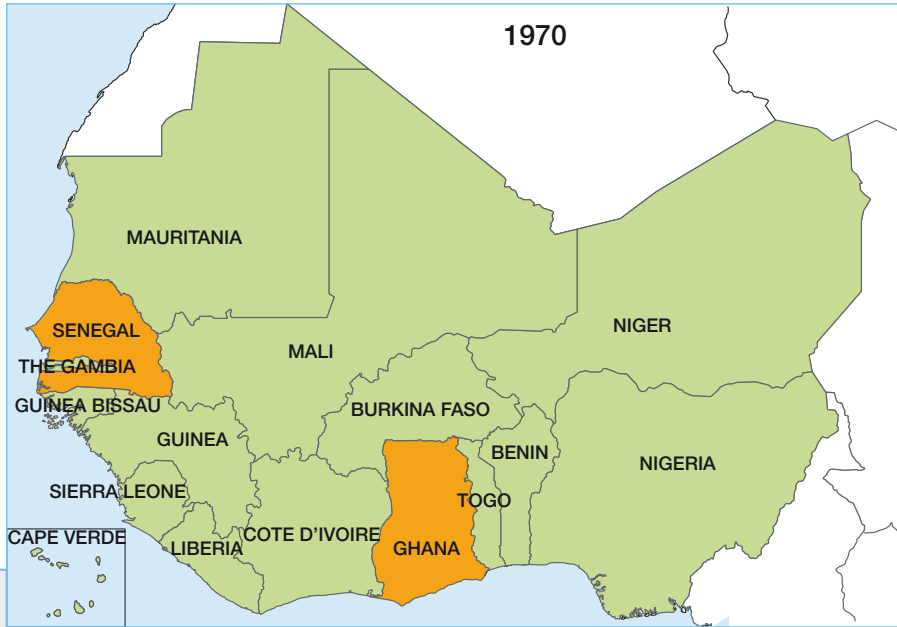 1970
MAURITANIA
SENEGAL
NIGER
MALI
THE GAMBIA
GUINEA BISSAU
BURKINA FASO
GUINEA
BENIN
NIGERIA
SIERRA LEONE
TOGO
CAPE VERDE
LIBERIA
COTE D'IVOIRE
GHANA